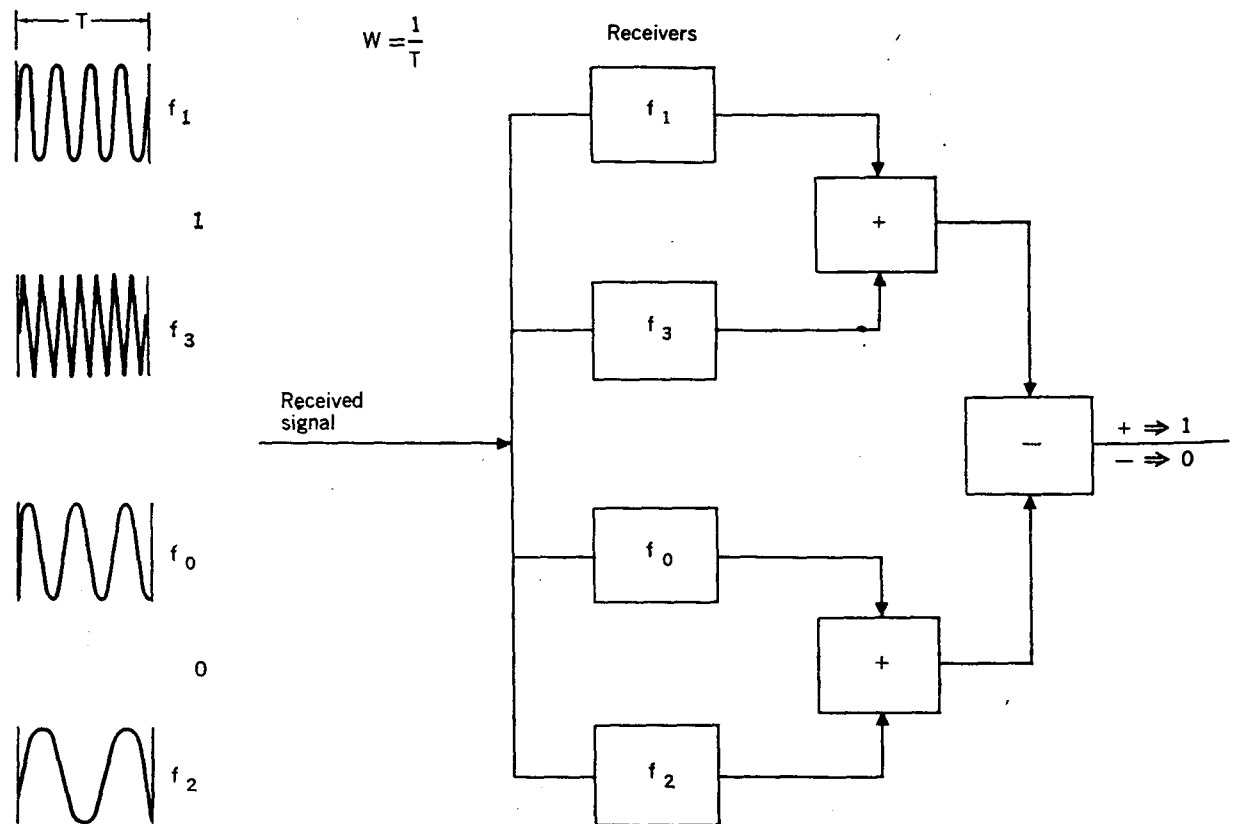 T
W = 1/T
Receivers
f₁
f₁
+
1
f₃
f₃
Received
signal
−
+ ⇒ 1
− ⇒ 0
f₀
f₀
0
+
f₂
f₂